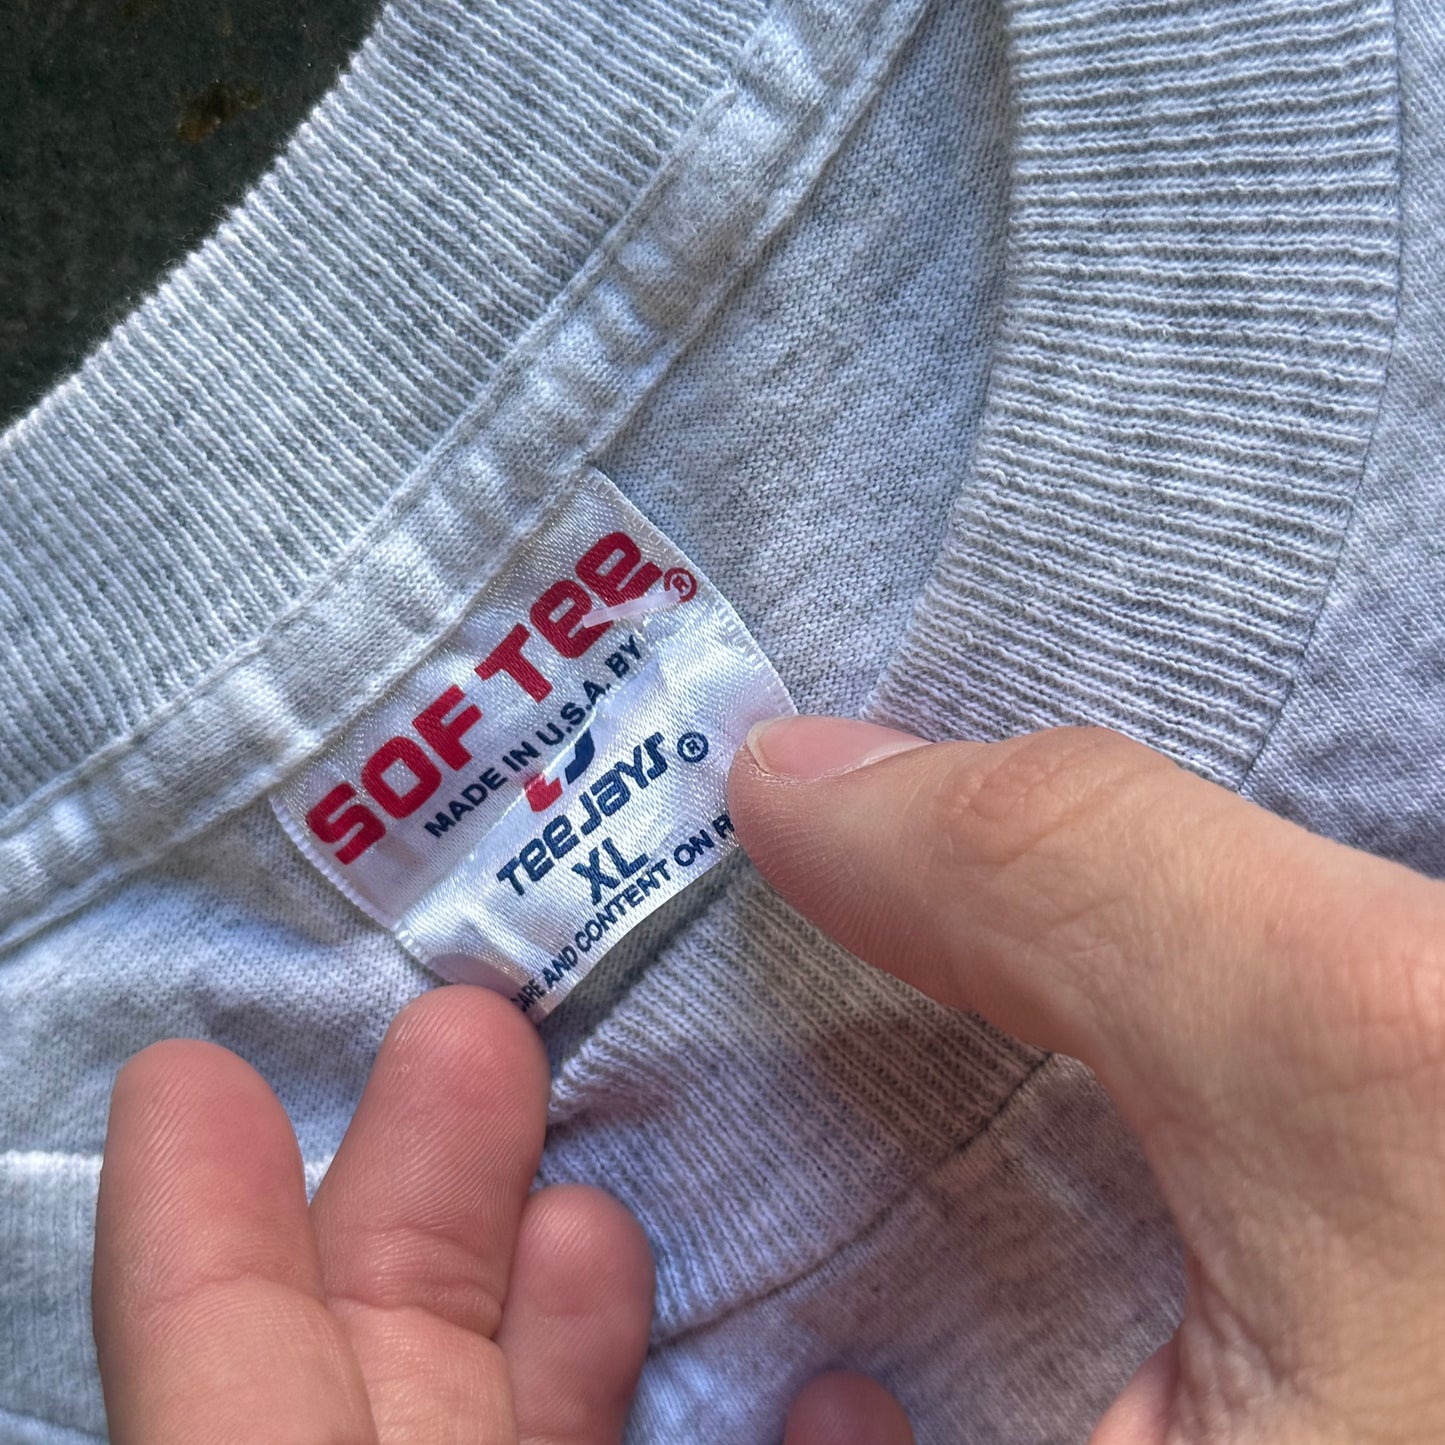 SOF TEE®
MADE IN U.S.A. BY
TEE JAYS®
XL
CARE AND CONTENT ON